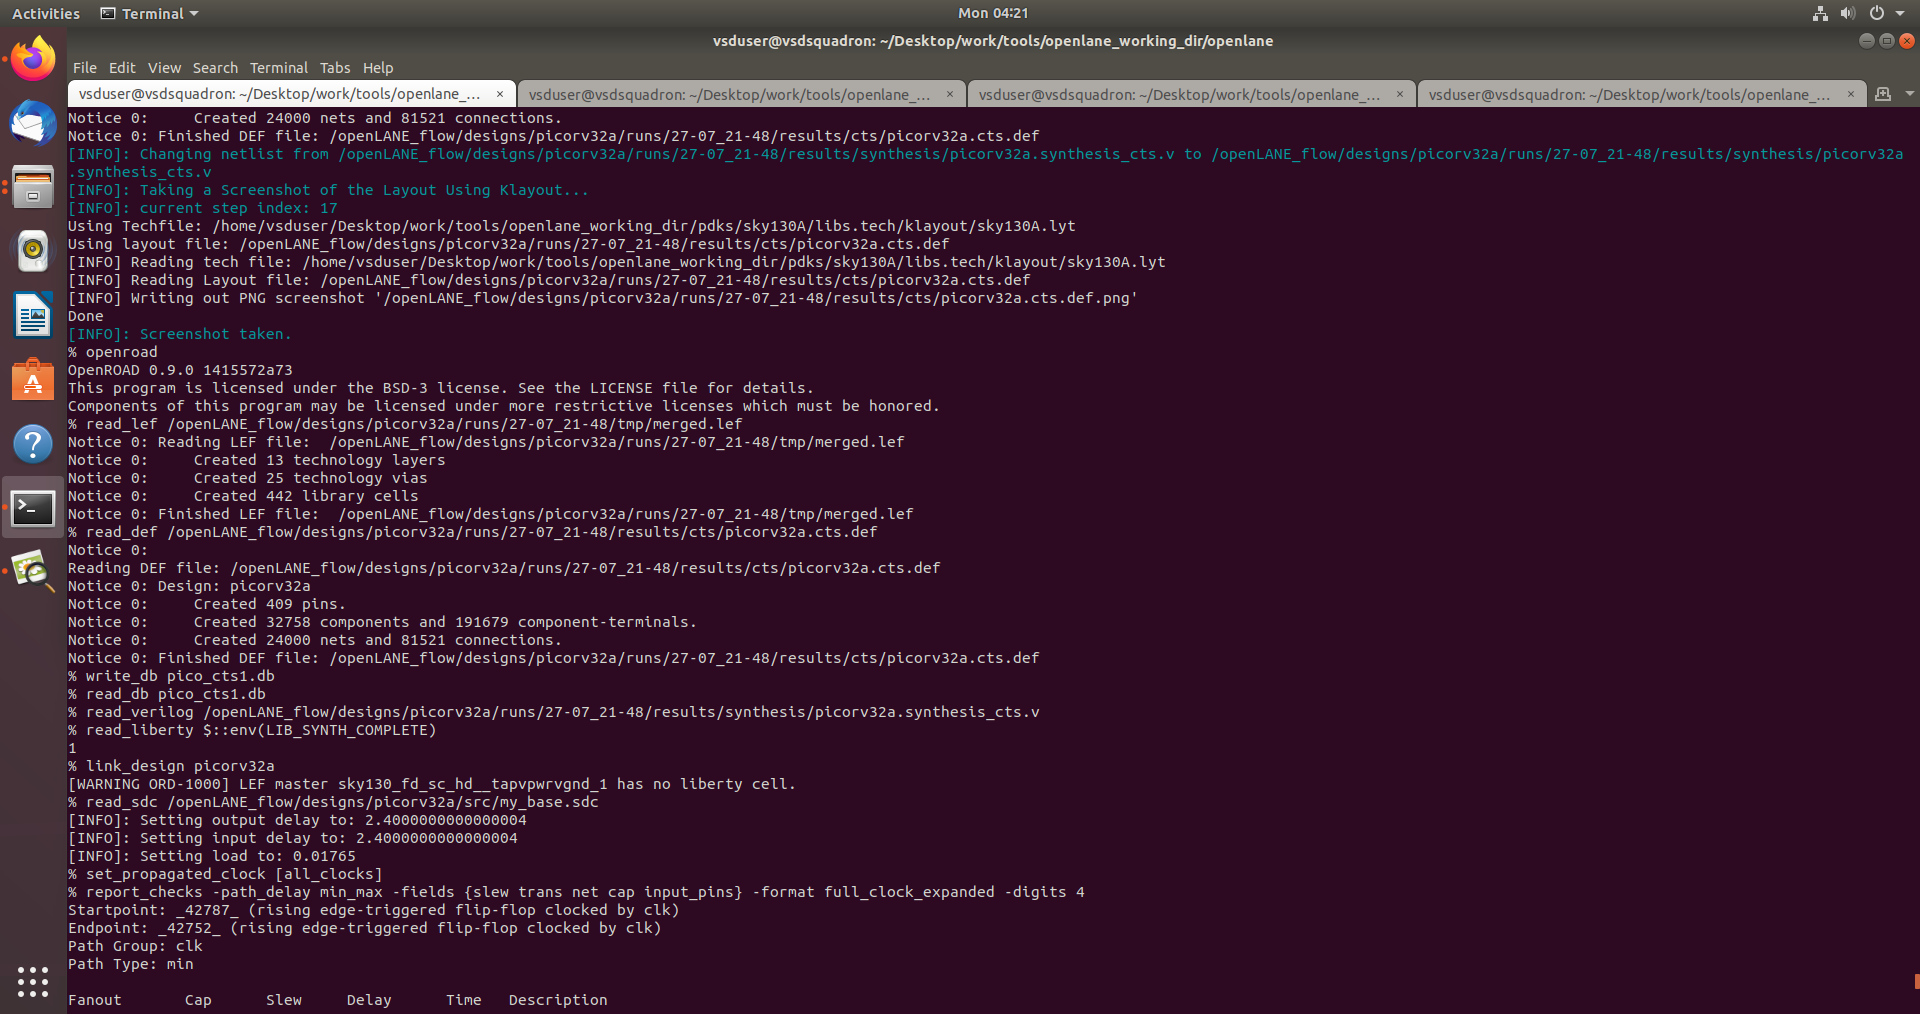 Activities Terminal Mon 04:21
vsduser@vsdsquadron: ~/Desktop/work/tools/openlane_working_dir/openlane
File Edit View Search Terminal Tabs Help
vsduser@vsdsquadron: ~/Desktop/work/tools/openlane_... × vsduser@vsdsquadron: ~/Desktop/work/tools/openlane_... × vsduser@vsdsquadron: ~/Desktop/work/tools/openlane_... × vsduser@vsdsquadron: ~/Desktop/work/tools/openlane_... ×
Notice 0:     Created 24000 nets and 81521 connections.
Notice 0: Finished DEF file: /openLANE_flow/designs/picorv32a/runs/27-07_21-48/results/cts/picorv32a.cts.def
[INFO]: Changing netlist from /openLANE_flow/designs/picorv32a/runs/27-07_21-48/results/synthesis/picorv32a.synthesis_cts.v to /openLANE_flow/designs/picorv32a/runs/27-07_21-48/results/synthesis/picorv32a
.synthesis_cts.v
[INFO]: Taking a Screenshot of the Layout Using Klayout...
[INFO]: current step index: 17
Using Techfile: /home/vsduser/Desktop/work/tools/openlane_working_dir/pdks/sky130A/libs.tech/klayout/sky130A.lyt
Using layout file: /openLANE_flow/designs/picorv32a/runs/27-07_21-48/results/cts/picorv32a.cts.def
[INFO] Reading tech file: /home/vsduser/Desktop/work/tools/openlane_working_dir/pdks/sky130A/libs.tech/klayout/sky130A.lyt
[INFO] Reading Layout file: /openLANE_flow/designs/picorv32a/runs/27-07_21-48/results/cts/picorv32a.cts.def
[INFO] Writing out PNG screenshot '/openLANE_flow/designs/picorv32a/runs/27-07_21-48/results/cts/picorv32a.cts.def.png'
Done
[INFO]: Screenshot taken.
% openroad
OpenROAD 0.9.0 1415572a73
This program is licensed under the BSD-3 license. See the LICENSE file for details.
Components of this program may be licensed under more restrictive licenses which must be honored.
% read_lef /openLANE_flow/designs/picorv32a/runs/27-07_21-48/tmp/merged.lef
Notice 0: Reading LEF file:  /openLANE_flow/designs/picorv32a/runs/27-07_21-48/tmp/merged.lef
Notice 0:     Created 13 technology layers
Notice 0:     Created 25 technology vias
Notice 0:     Created 442 library cells
Notice 0: Finished LEF file:  /openLANE_flow/designs/picorv32a/runs/27-07_21-48/tmp/merged.lef
% read_def /openLANE_flow/designs/picorv32a/runs/27-07_21-48/results/cts/picorv32a.cts.def
Notice 0:
Reading DEF file: /openLANE_flow/designs/picorv32a/runs/27-07_21-48/results/cts/picorv32a.cts.def
Notice 0: Design: picorv32a
Notice 0:     Created 409 pins.
Notice 0:     Created 32758 components and 191679 component-terminals.
Notice 0:     Created 24000 nets and 81521 connections.
Notice 0: Finished DEF file: /openLANE_flow/designs/picorv32a/runs/27-07_21-48/results/cts/picorv32a.cts.def
% write_db pico_cts1.db
% read_db pico_cts1.db
% read_verilog /openLANE_flow/designs/picorv32a/runs/27-07_21-48/results/synthesis/picorv32a.synthesis_cts.v
% read_liberty $::env(LIB_SYNTH_COMPLETE)
1
% link_design picorv32a
[WARNING ORD-1000] LEF master sky130_fd_sc_hd__tapvpwrvgnd_1 has no liberty cell.
% read_sdc /openLANE_flow/designs/picorv32a/src/my_base.sdc
[INFO]: Setting output delay to: 2.4000000000000004
[INFO]: Setting input delay to: 2.4000000000000004
[INFO]: Setting load to: 0.01765
% set_propagated_clock [all_clocks]
% report_checks -path_delay min_max -fields {slew trans net cap input_pins} -format full_clock_expanded -digits 4
Startpoint: _42787_ (rising edge-triggered flip-flop clocked by clk)
Endpoint: _42752_ (rising edge-triggered flip-flop clocked by clk)
Path Group: clk
Path Type: min
Fanout       Cap      Slew     Delay      Time   Description